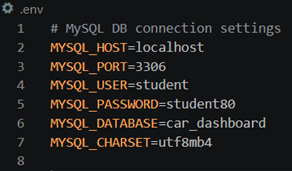 .env
1 # MySQL DB connection settings
2 MYSQL_HOST=localhost
3 MYSQL_PORT=3306
4 MYSQL_USER=student
5 MYSQL_PASSWORD=student80
6 MYSQL_DATABASE=car_dashboard
7 MYSQL_CHARSET=utf8mb4
8